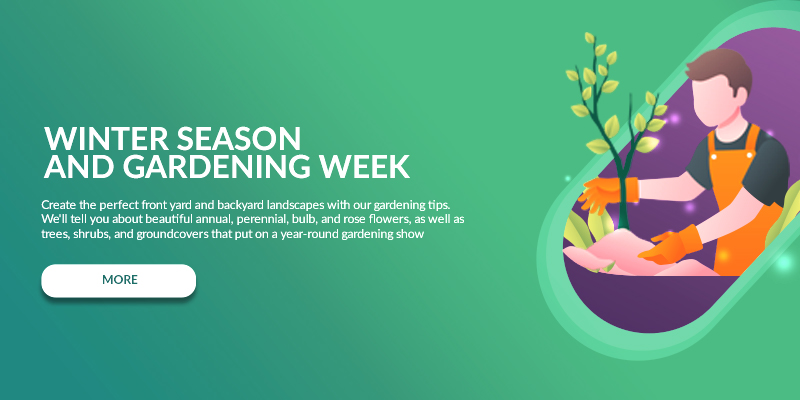 WINTER SEASON
AND GARDENING WEEK
Create the perfect front yard and backyard landscapes with our gardening tips.
We'll tell you about beautiful annual, perennial, bulb, and rose flowers, as well as
trees, shrubs, and groundcovers that put on a year-round gardening show
MORE